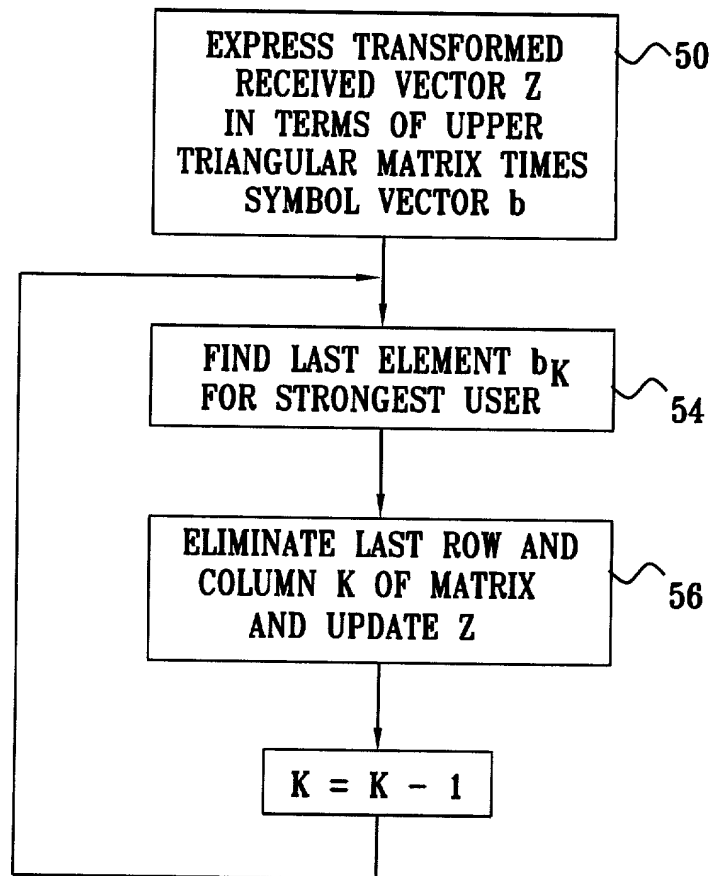 EXPRESS TRANSFORMED
RECEIVED VECTOR Z
IN TERMS OF UPPER
TRIANGULAR MATRIX TIMES
SYMBOL VECTOR b
50
FIND LAST ELEMENT bK
FOR STRONGEST USER
54
ELIMINATE LAST ROW AND
COLUMN K OF MATRIX
AND UPDATE Z
56
K = K - 1